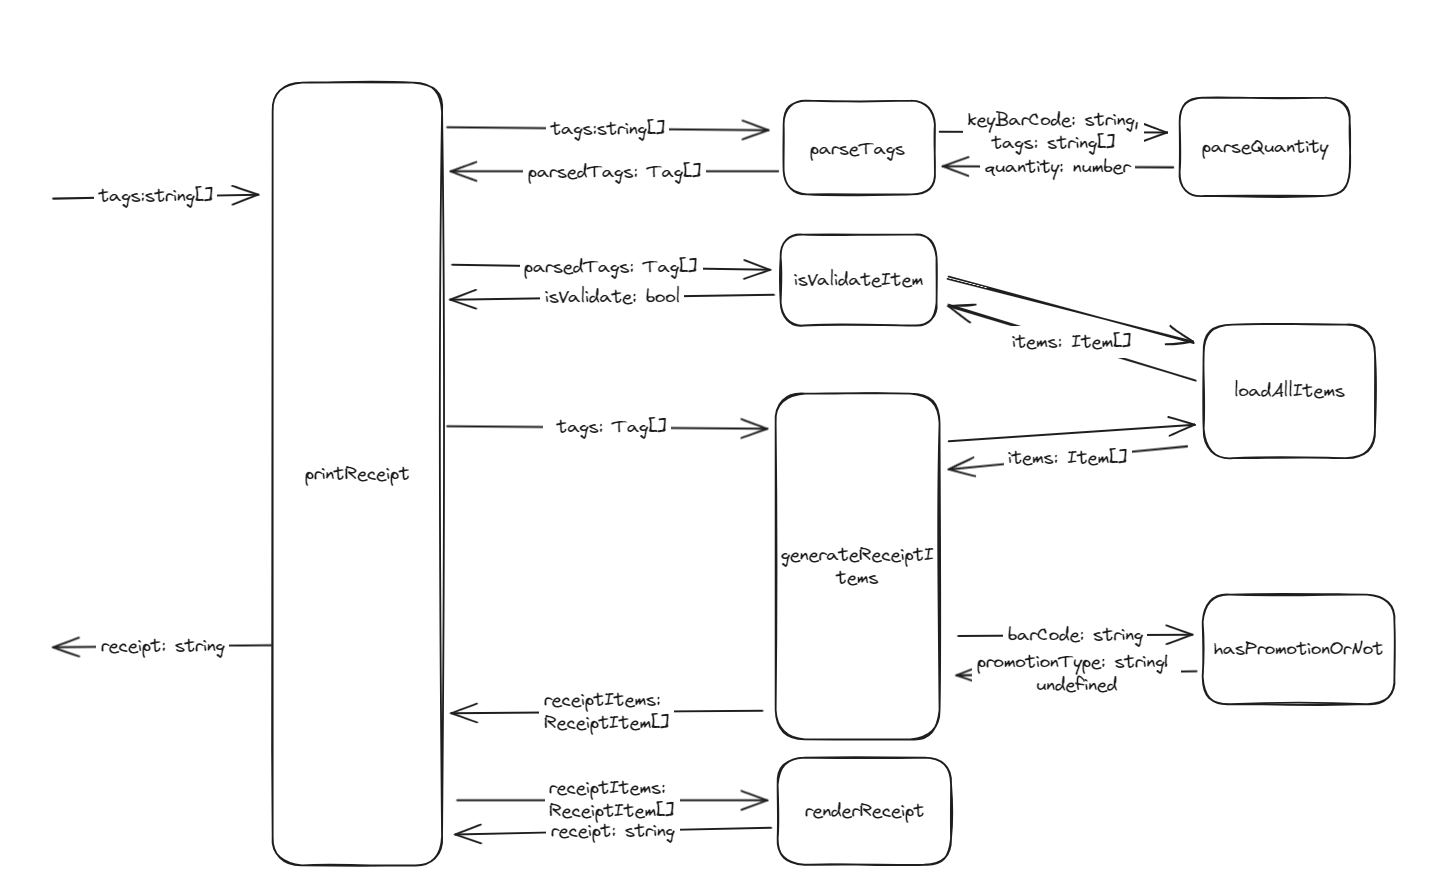 tags:string[]
printReceipt
receipt: string
tags:string[]
parsedTags: Tag[]
parseTags
keyBarCode: string,
tags: string[]
quantity: number
parseQuantity
parsedTags: Tag[]
isValidate: bool
isValidateItem
items: Item[]
loadAllItems
tags: Tag[]
items: Item[]
generateReceiptI
tems
barCode: string
promotionType: string|
undefined
hasPromotionOrNot
receiptItems:
ReceiptItem[]
receiptItems:
ReceiptItem[]
receipt: string
renderReceipt